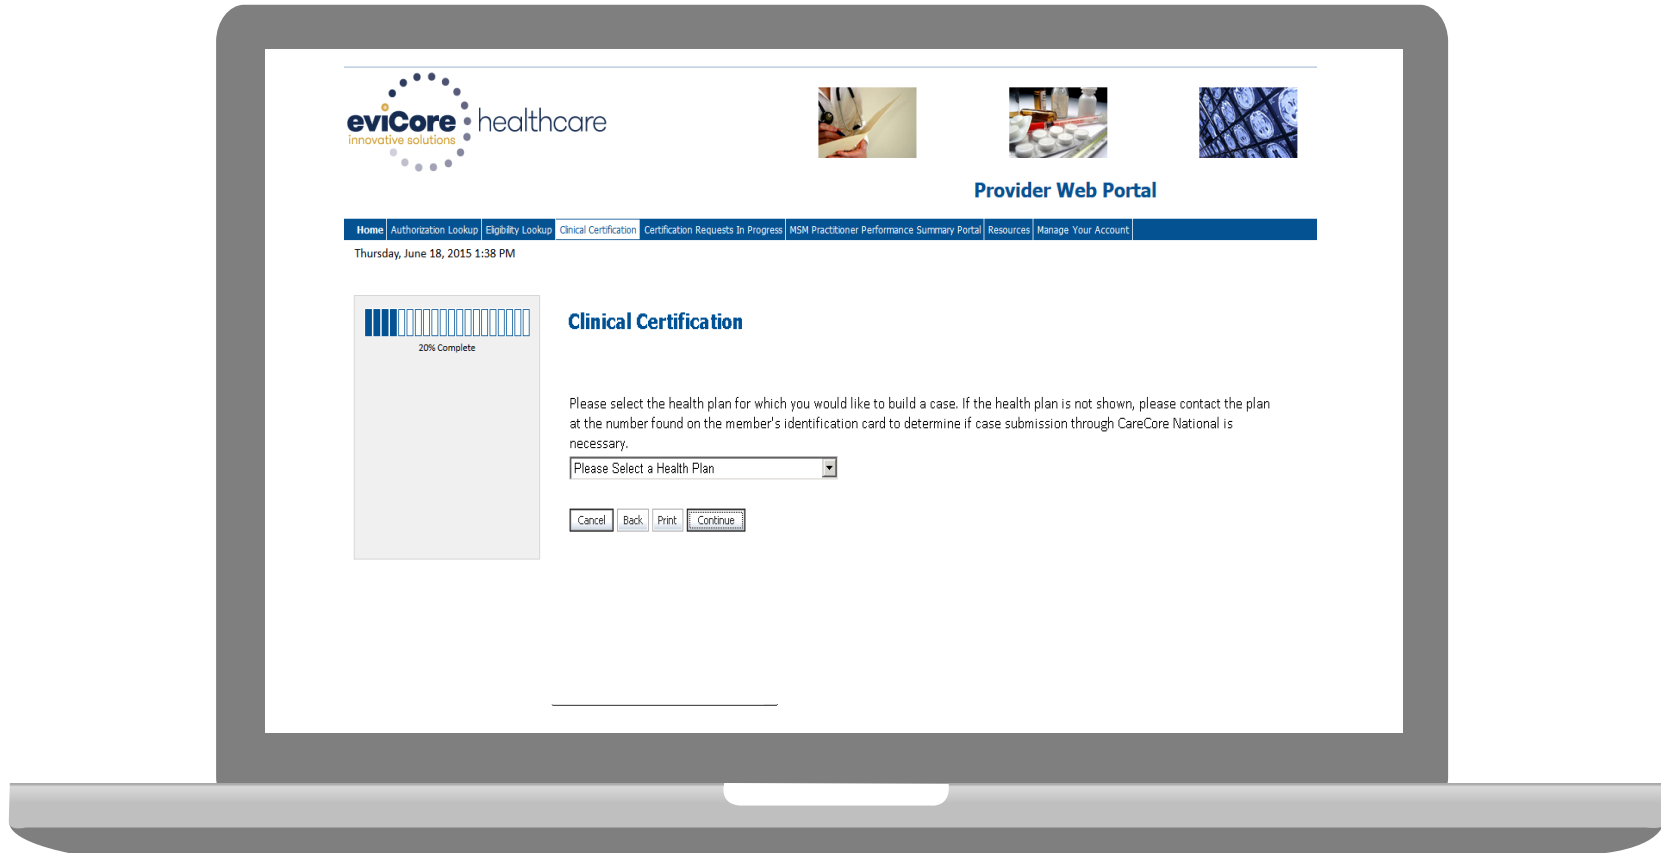 eviCore healthcare
innovative solutions
Provider Web Portal
Home Authorization Lookup Eligibility Lookup Clinical Certification Certification Requests In Progress MSM Practitioner Performance Summary Portal Resources Manage Your Account
Thursday, June 18, 2015 1:38 PM
20% Complete
Clinical Certification
Please select the health plan for which you would like to build a case. If the health plan is not shown, please contact the plan
at the number found on the member's identification card to determine if case submission through CareCore National is
necessary.
Please Select a Health Plan
Cancel Back Print Continue